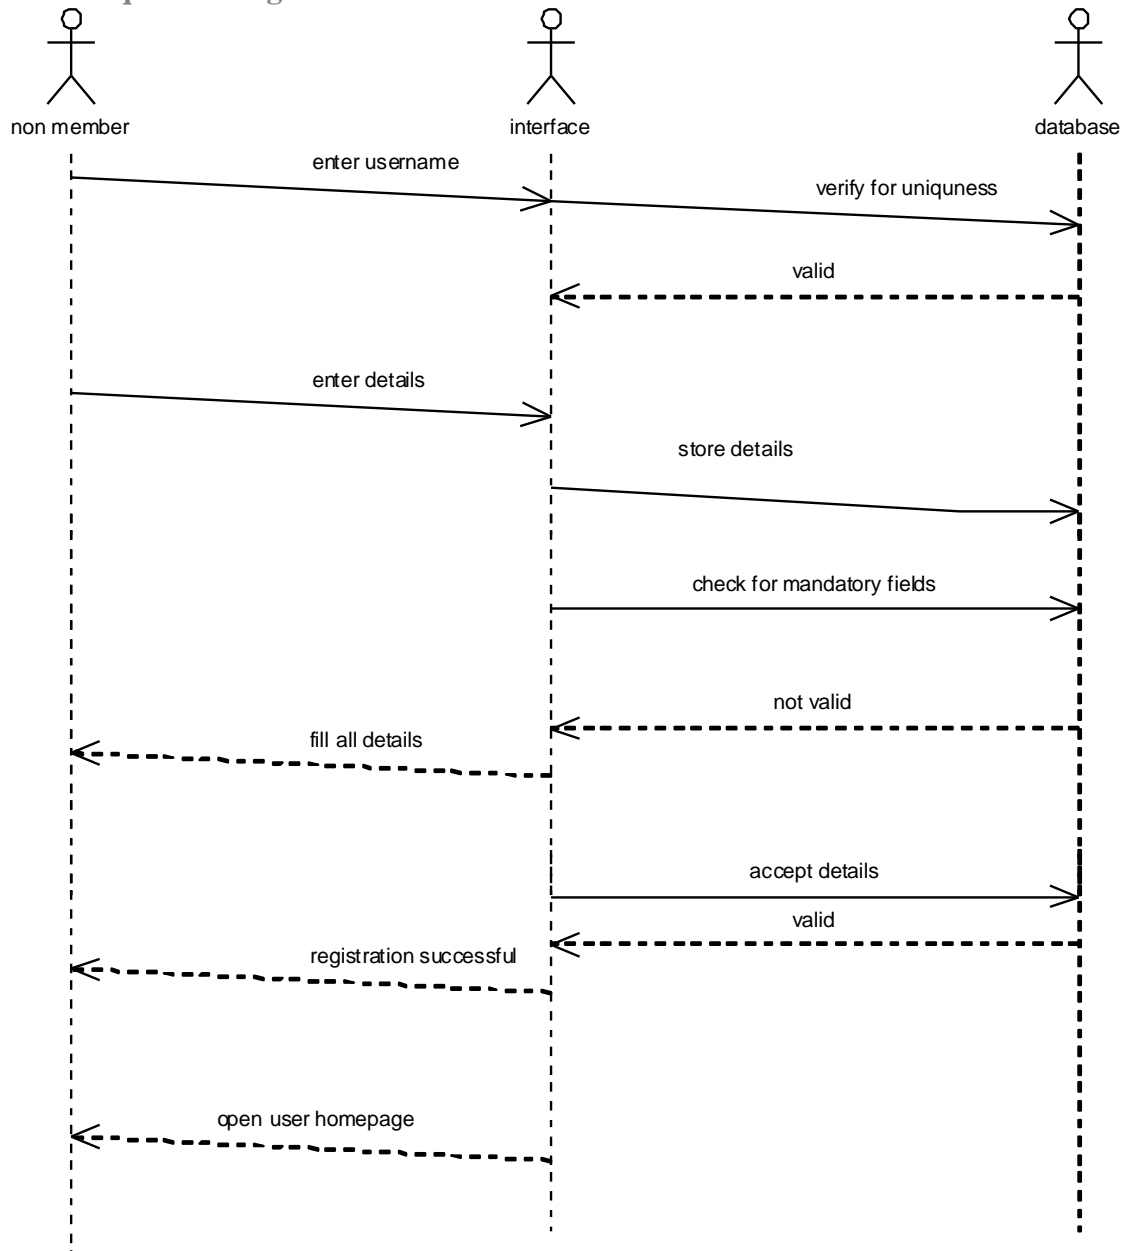 non member
interface
database
enter username
verify for uniquness
valid
enter details
store details
check for mandatory fields
not valid
fill all details
accept details
valid
registration successful
open user homepage